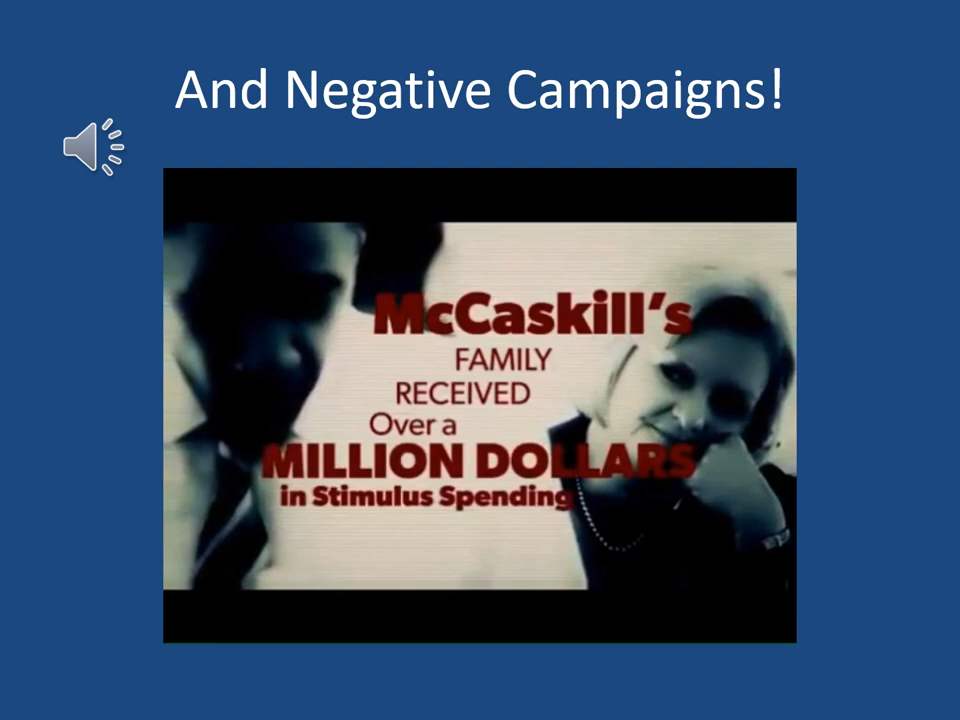 And Negative Campaigns!
McCaskill's
FAMILY
RECEIVED
Over a
MILLION DOLLARS
in Stimulus Spending